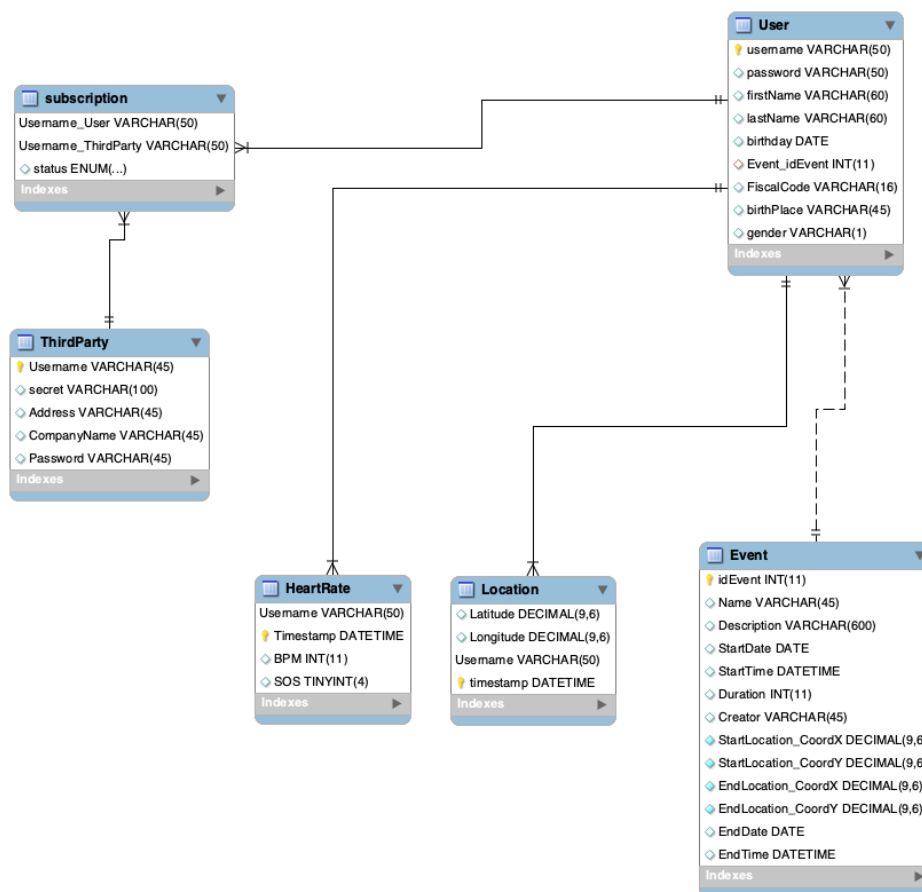 User
username VARCHAR(50)
password VARCHAR(50)
firstName VARCHAR(60)
lastName VARCHAR(60)
birthday DATE
Event_idEvent INT(11)
FiscalCode VARCHAR(16)
birthPlace VARCHAR(45)
gender VARCHAR(1)
Indexes
subscription
Username_User VARCHAR(50)
Username_ThirdParty VARCHAR(50)
status ENUM(...)
Indexes
ThirdParty
Username VARCHAR(45)
secret VARCHAR(100)
Address VARCHAR(45)
CompanyName VARCHAR(45)
Password VARCHAR(45)
Indexes
HeartRate
Username VARCHAR(50)
Timestamp DATETIME
BPM INT(11)
SOS TINYINT(4)
Indexes
Location
Latitude DECIMAL(9,6)
Longitude DECIMAL(9,6)
Username VARCHAR(50)
timestamp DATETIME
Indexes
Event
idEvent INT(11)
Name VARCHAR(45)
Description VARCHAR(600)
StartDate DATE
StartTime DATETIME
Duration INT(11)
Creator VARCHAR(45)
StartLocation_CoordX DECIMAL(9,6
StartLocation_CoordY DECIMAL(9,6
EndLocation_CoordX DECIMAL(9,6)
EndLocation_CoordY DECIMAL(9,6)
EndDate DATE
EndTime DATETIME
Indexes